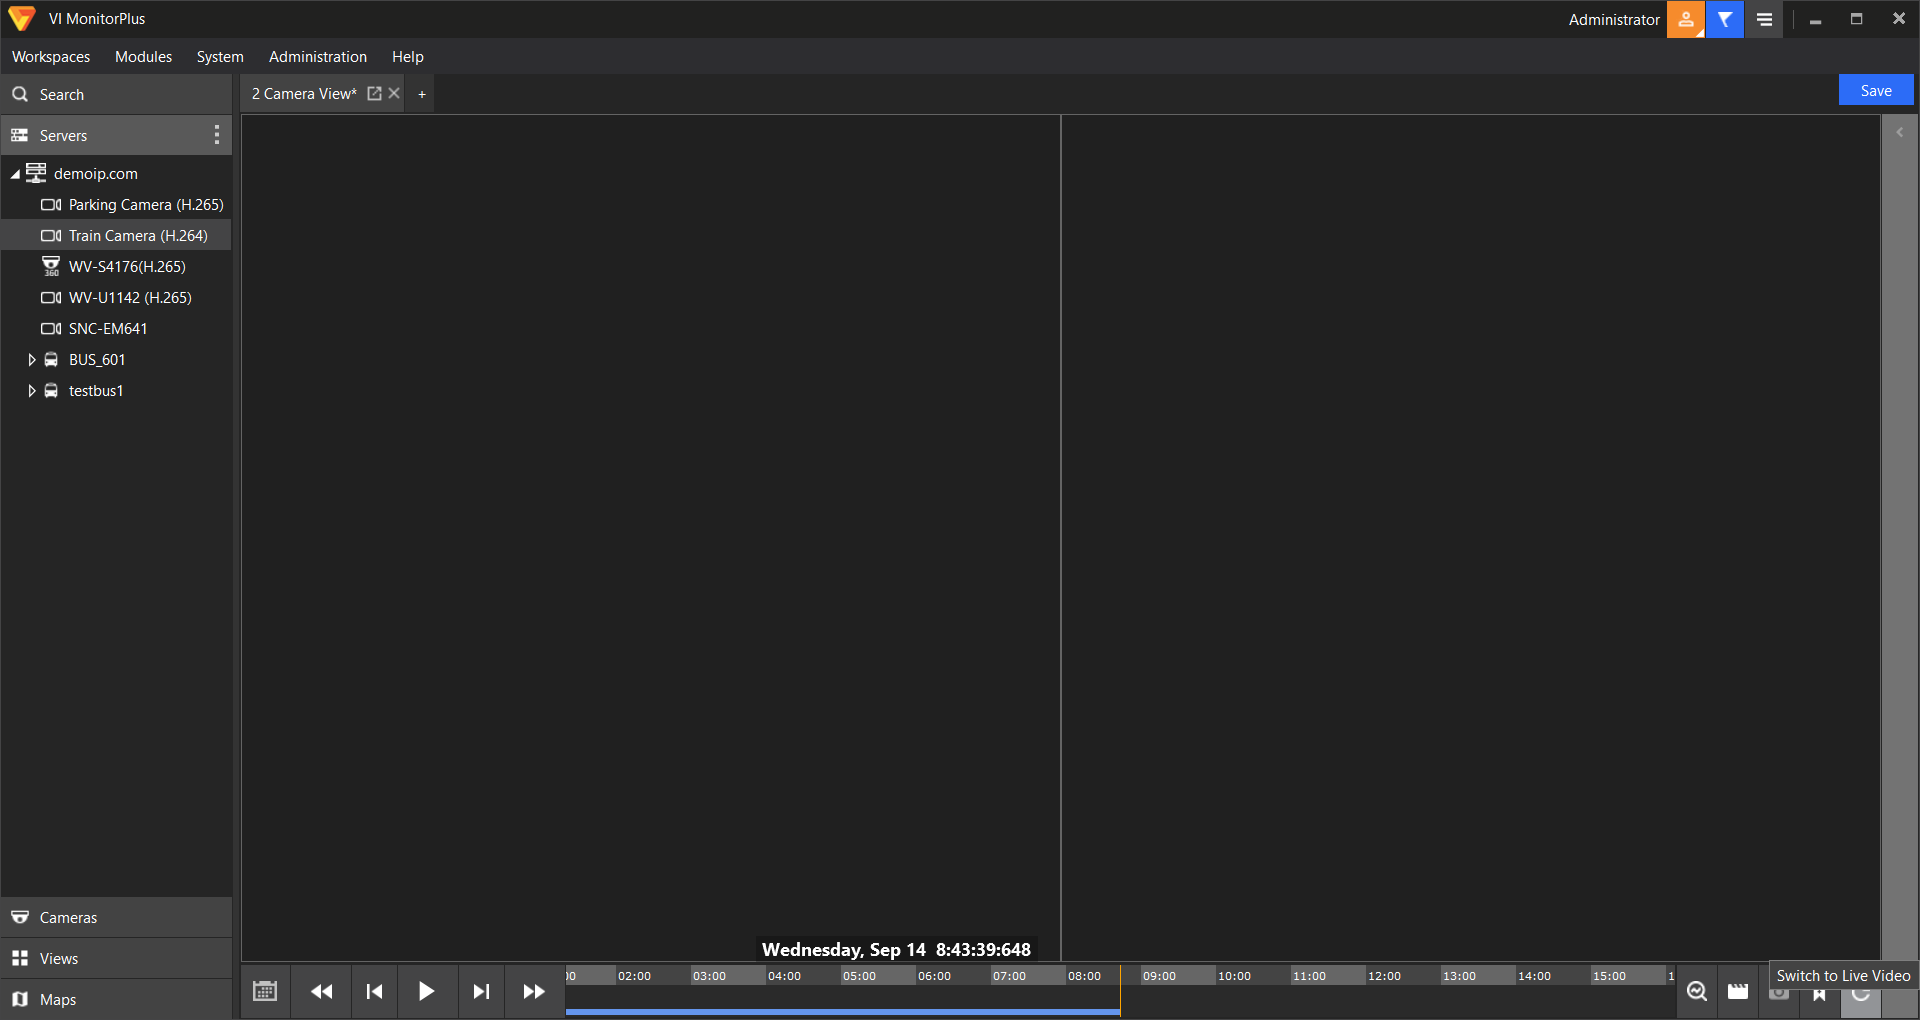 VI MonitorPlus
Administrator
Workspaces Modules System Administration Help
Search
2 Camera View* +
Save
Servers
demoip.com
Parking Camera (H.265)
Train Camera (H.264)
360 WV-S4176(H.265)
WV-U1142 (H.265)
SNC-EM641
BUS_601
testbus1
Cameras
Views
Maps
Wednesday, Sep 14 8:43:39:648
00 02:00 03:00 04:00 05:00 06:00 07:00 08:00 09:00 10:00 11:00 12:00 13:00 14:00 15:00 1
Switch to Live Video